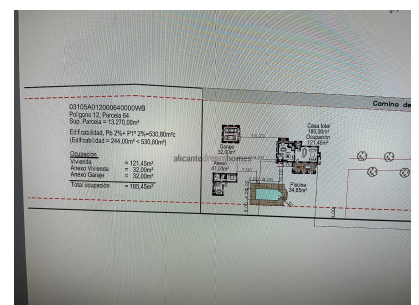 Camino de
03105A012000640000WB
Polígono 12, Parcela 64
Sup. Parcela = 13.270,00m²
Edificabilidad, Pb 2%+ P1ª 2%=530,80m²c
(Edificabilidad = 244,00m² < 530,80m²)
Ocupación
Vivienda = 121,45m²
Anexo Vivienda = 32,00m²
Anexo Garaje = 32,00m²
Total ocupación = 185,45m²
Garaje
32,00m²
Casa total
180,00m²
Ocupación
121,45m²
alicantedreamhomes
Anexo
Piscina
34,65m²